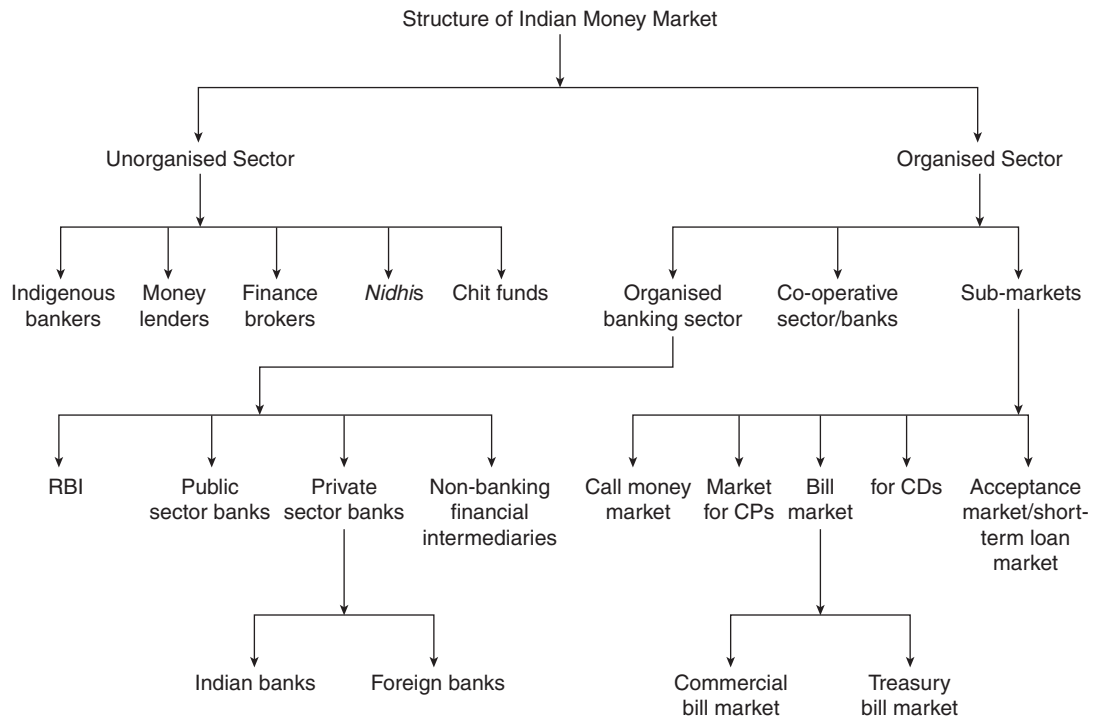 Structure of Indian Money Market
Unorganised Sector
Organised Sector
Indigenous
bankers
Money
lenders
Finance
brokers
Nidhis
Chit funds
Organised
banking sector
Co-operative
sector/banks
Sub-markets
RBI
Public
sector banks
Private
sector banks
Non-banking
financial
intermediaries
Call money
market
Market
for CPs
Bill
market
for CDs
Acceptance
market/short-
term loan
market
Indian banks
Foreign banks
Commercial
bill market
Treasury
bill market